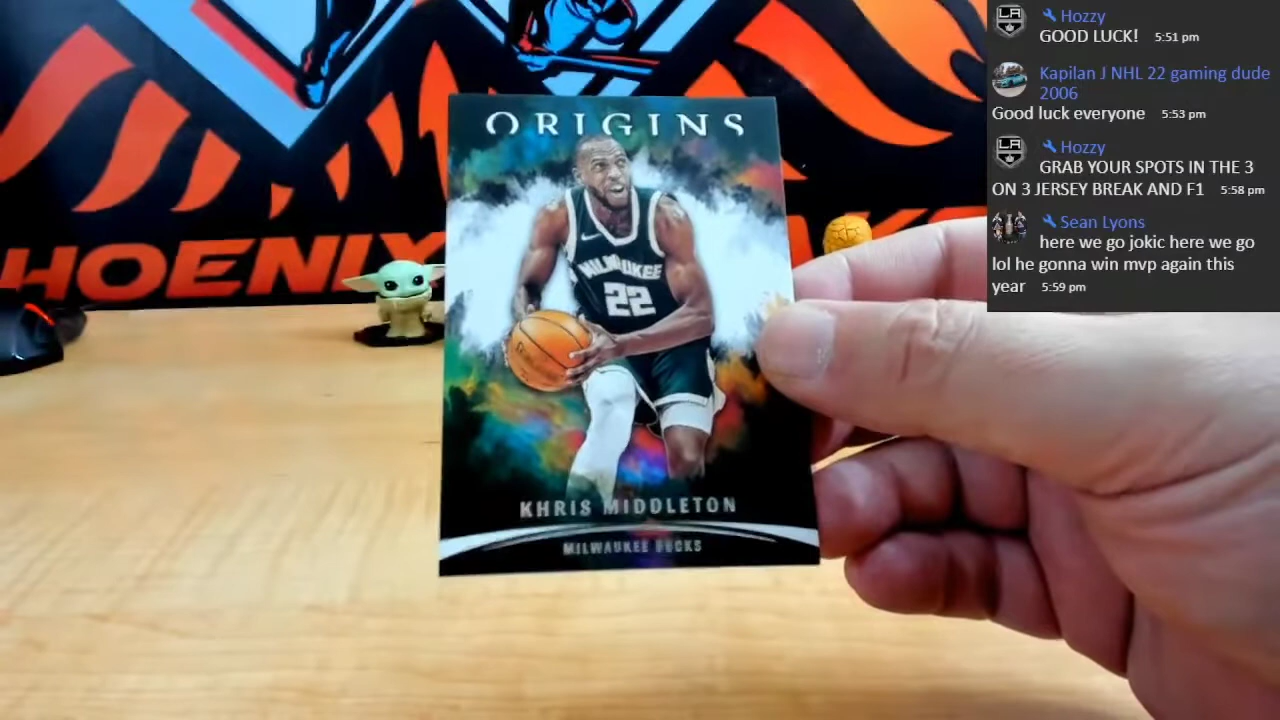 ORIGINS
MILWAUKEE
22
KHRIS MIDDLETON
MILWAUKEE BUCKS
HOENIX
Hozzy
GOOD LUCK! 5:51 pm
Kapilan J NHL 22 gaming dude
2006
Good luck everyone 5:53 pm
Hozzy
GRAB YOUR SPOTS IN THE 3
ON 3 JERSEY BREAK AND F1 5:58 pm
Sean Lyons
here we go jokic here we go
lol he gonna win mvp again this
year 5:59 pm
LA
LA